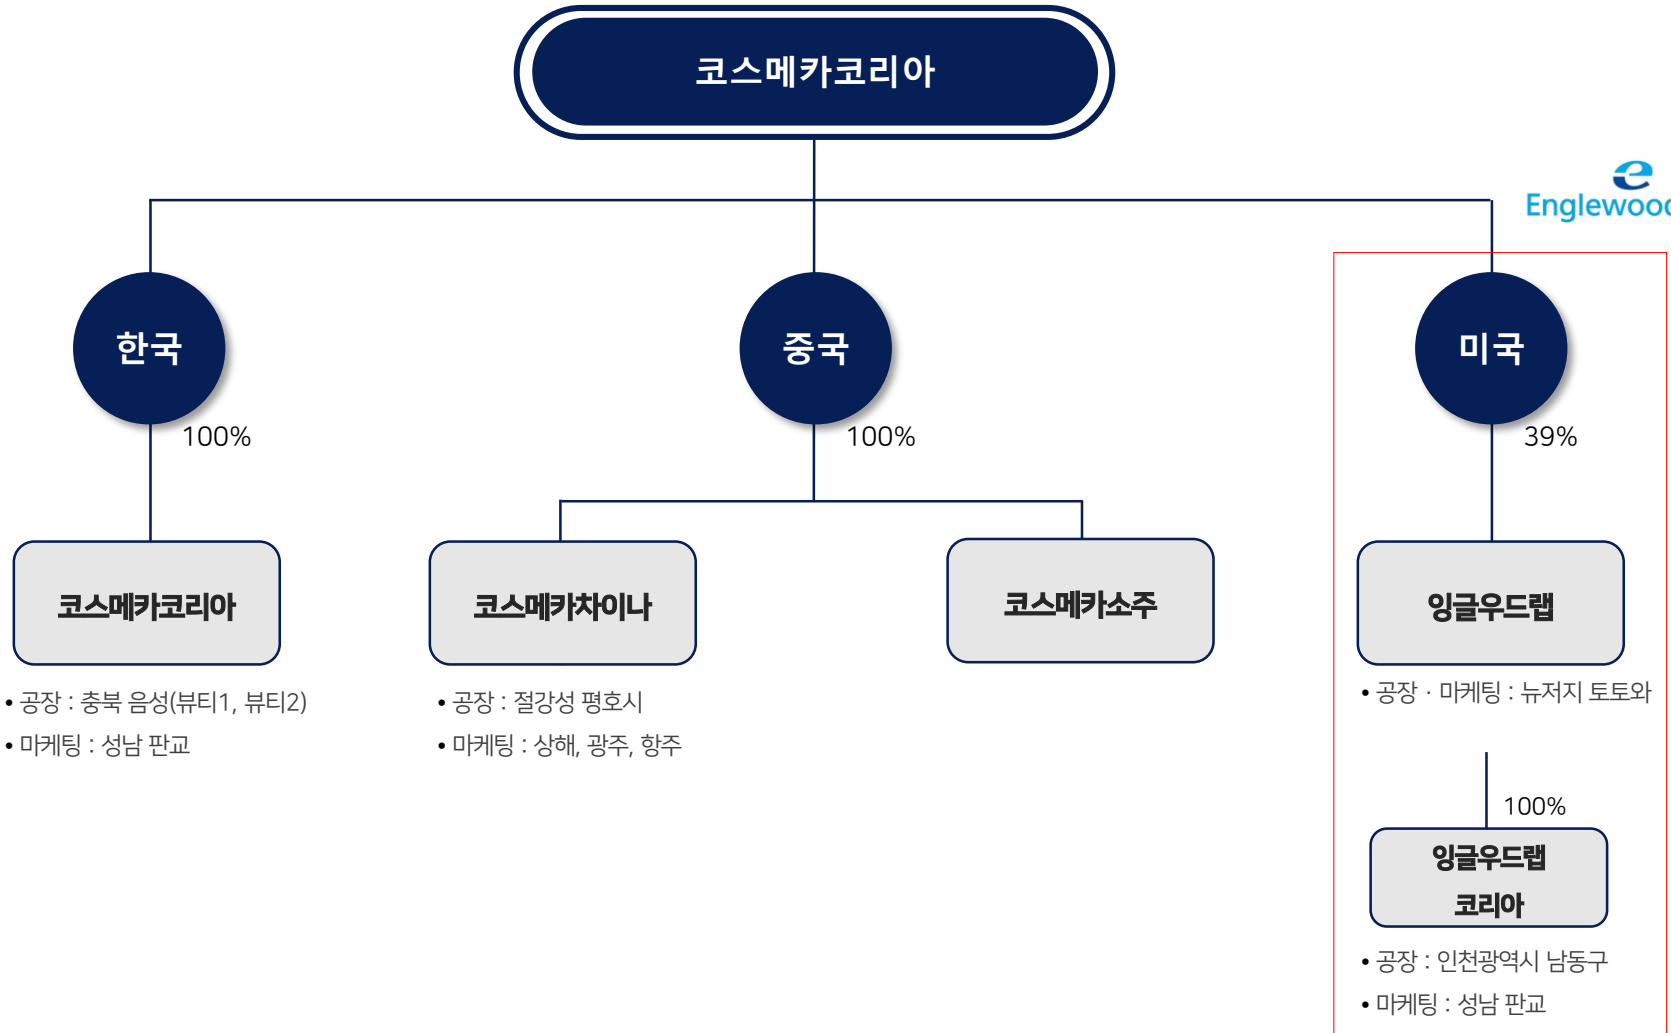 코스메카코리아
Englewood
한국
중국
미국
100%
100%
39%
코스메카코리아
코스메카차이나
코스메카소주
잉글우드랩
• 공장 : 충북 음성(뷰티1, 뷰티2)
• 마케팅 : 성남 판교
• 공장 : 절강성 평호시
• 마케팅 : 상해, 광주, 항주
• 공장 · 마케팅 : 뉴저지 토토와
100%
잉글우드랩
코리아
• 공장 : 인천광역시 남동구
• 마케팅 : 성남 판교